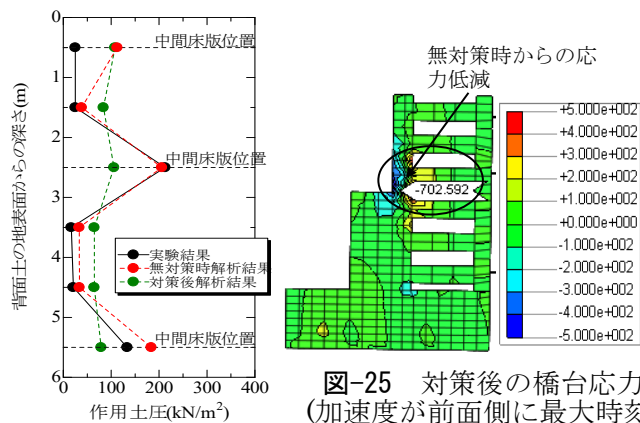 0
1
2
3
4
5
6
背面土の地表面からの深さ(m)
中間床版位置
中間床版位置
中間床版位置
実験結果
無対策時解析結果
対策後解析結果
0 100 200 300 400
作用土圧(kN/m²)
無対策時からの応
力低減
-702.592
+5.000e+002
+4.000e+002
+3.000e+002
+2.000e+002
+1.000e+002
+0.000e+000
-1.000e+002
-2.000e+002
-3.000e+002
-4.000e+002
-5.000e+002
図-25 対策後の橋台応力
(加速度が前面側に最大時刻